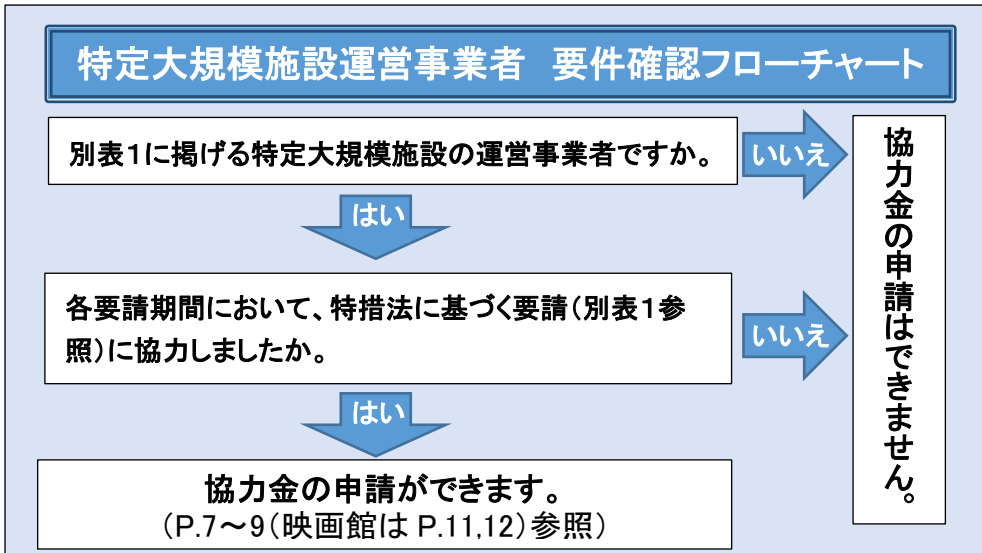 特定大規模施設運営事業者　要件確認フローチャート
別表１に掲げる特定大規模施設の運営事業者ですか。
いいえ
はい
各要請期間において、特措法に基づく要請（別表１参
照）に協力しましたか。
いいえ
はい
協力金の申請ができます。
（P.7～9（映画館は P.11,12）参照）
協力金の申請はできません。